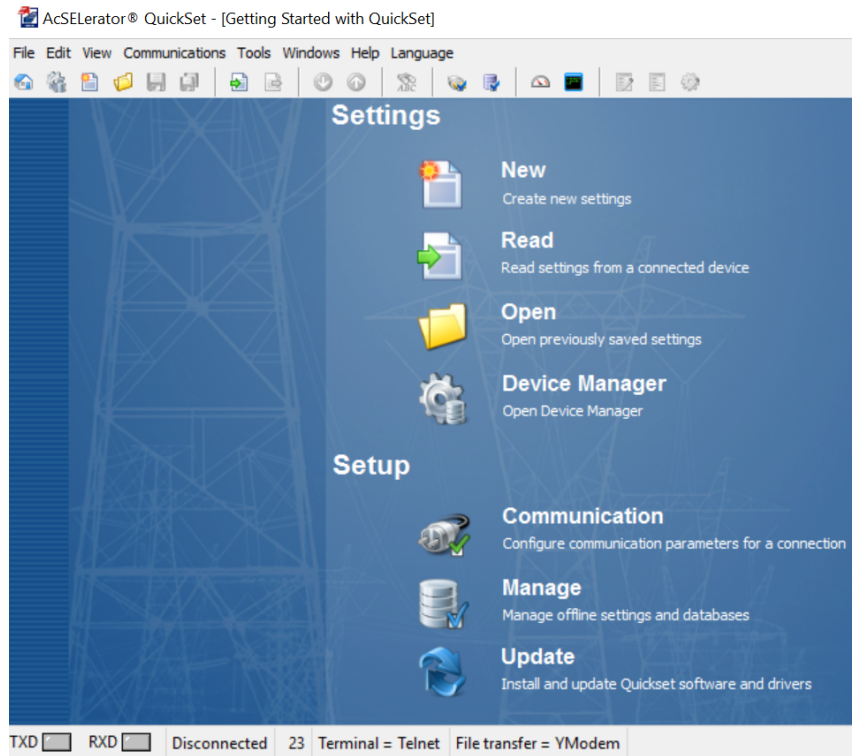 AcSELerator® QuickSet - [Getting Started with QuickSet]
File Edit View Communications Tools Windows Help Language
Settings
New
Create new settings
Read
Read settings from a connected device
Open
Open previously saved settings
Device Manager
Open Device Manager
Setup
Communication
Configure communication parameters for a connection
Manage
Manage offline settings and databases
Update
Install and update Quickset software and drivers
TXD RXD Disconnected 23 Terminal = Telnet File transfer = YModem